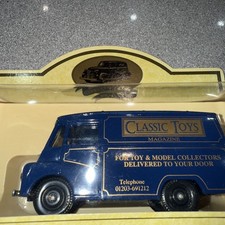 CLASSIC TOYS
MAGAZINE
FOR TOY & MODEL COLLECTORS
DELIVERED TO YOUR DOOR
Telephone
01203-691212